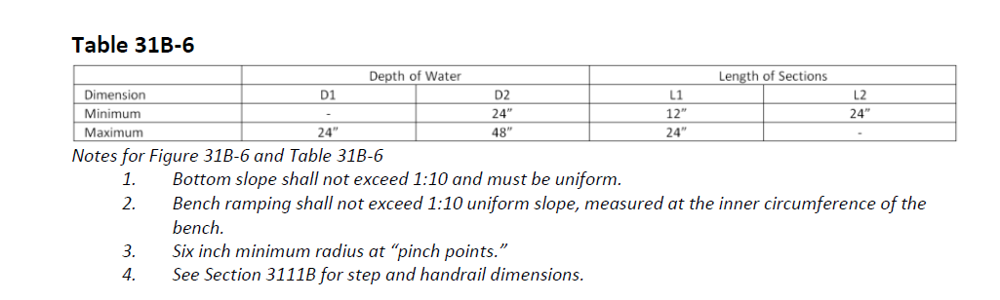 Table 31B-6
Depth of Water Length of Sections
Dimension D1 D2 L1 L2
Minimum - 24” 12” 24”
Maximum 24” 48” 24” -
Notes for Figure 31B-6 and Table 31B-6
1. Bottom slope shall not exceed 1:10 and must be uniform.
2. Bench ramping shall not exceed 1:10 uniform slope, measured at the inner circumference of the
bench.
3. Six inch minimum radius at “pinch points.”
4. See Section 3111B for step and handrail dimensions.